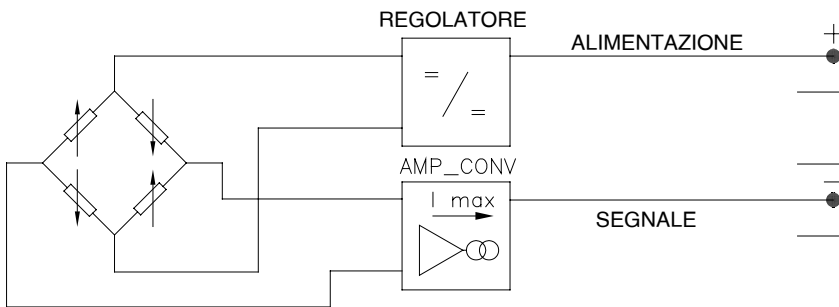 REGOLATORE
ALIMENTAZIONE
+
= / =
AMP_CONV
I max
–
SEGNALE